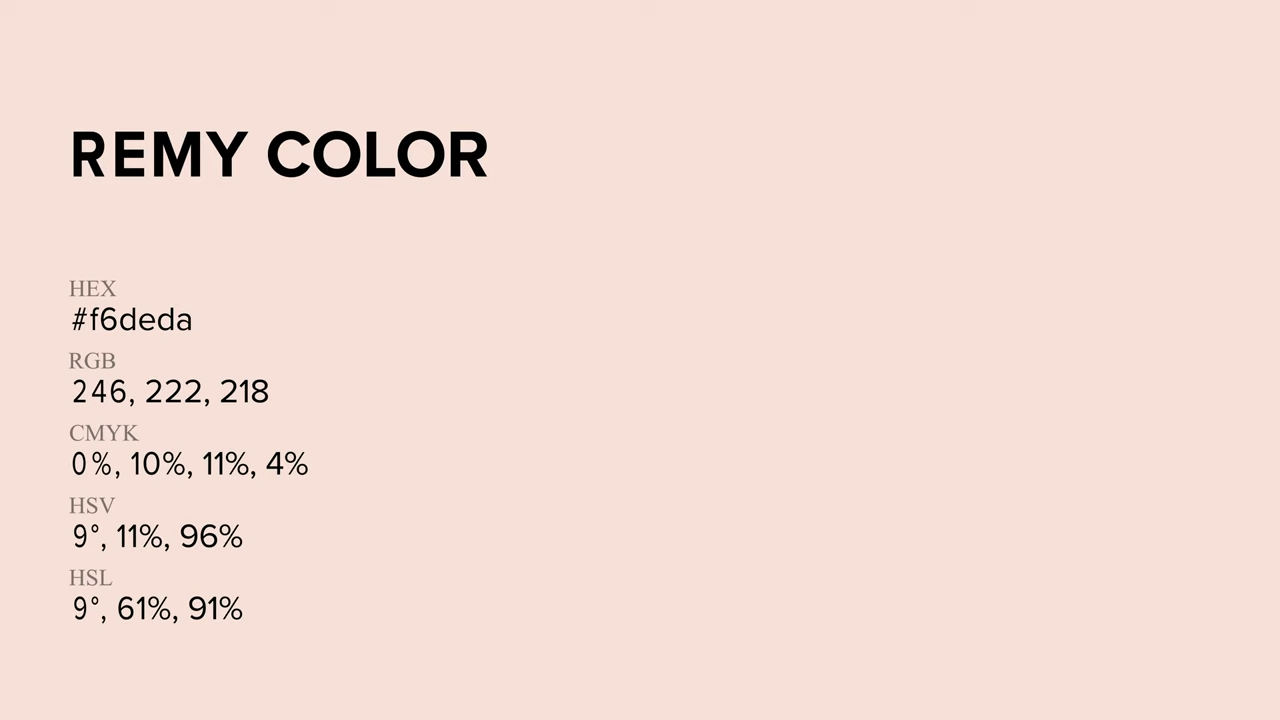 REMY COLOR
HEX
#f6deda
RGB
246, 222, 218
CMYK
0%, 10%, 11%, 4%
HSV
9°, 11%, 96%
HSL
9°, 61%, 91%